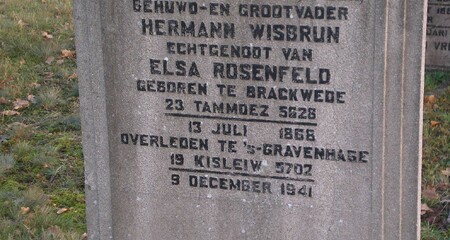 GEHUWD-EN GROOTVADER
HERMANN WISBRUN
ECHTGENOOT VAN
ELSA ROSENFELD
GEBOREN TE BRACKWEDE
23 TAMMOEZ 5628
13 JULI 1868
OVERLEDEN TE 's-GRAVENHAGE
19 KISLEIW 5702
9 DECEMBER 1941